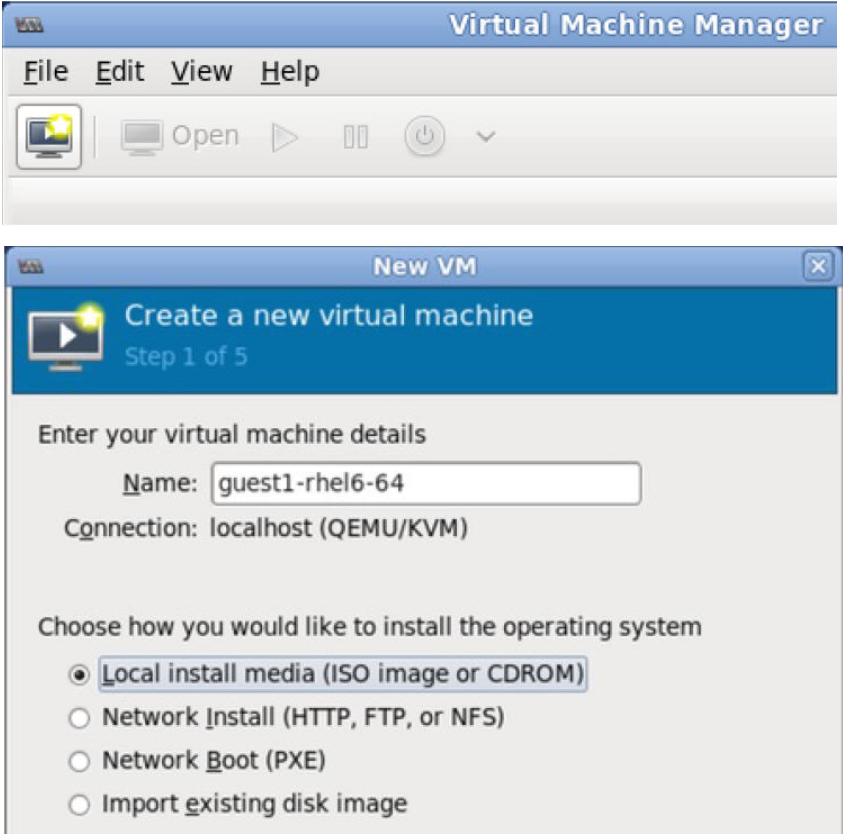 Virtual Machine Manager
File Edit View Help
Open
New VM
Create a new virtual machine
Step 1 of 5
Enter your virtual machine details
Name: guest1-rhel6-64
Connection: localhost (QEMU/KVM)
Choose how you would like to install the operating system
Local install media (ISO image or CDROM)
Network Install (HTTP, FTP, or NFS)
Network Boot (PXE)
Import existing disk image